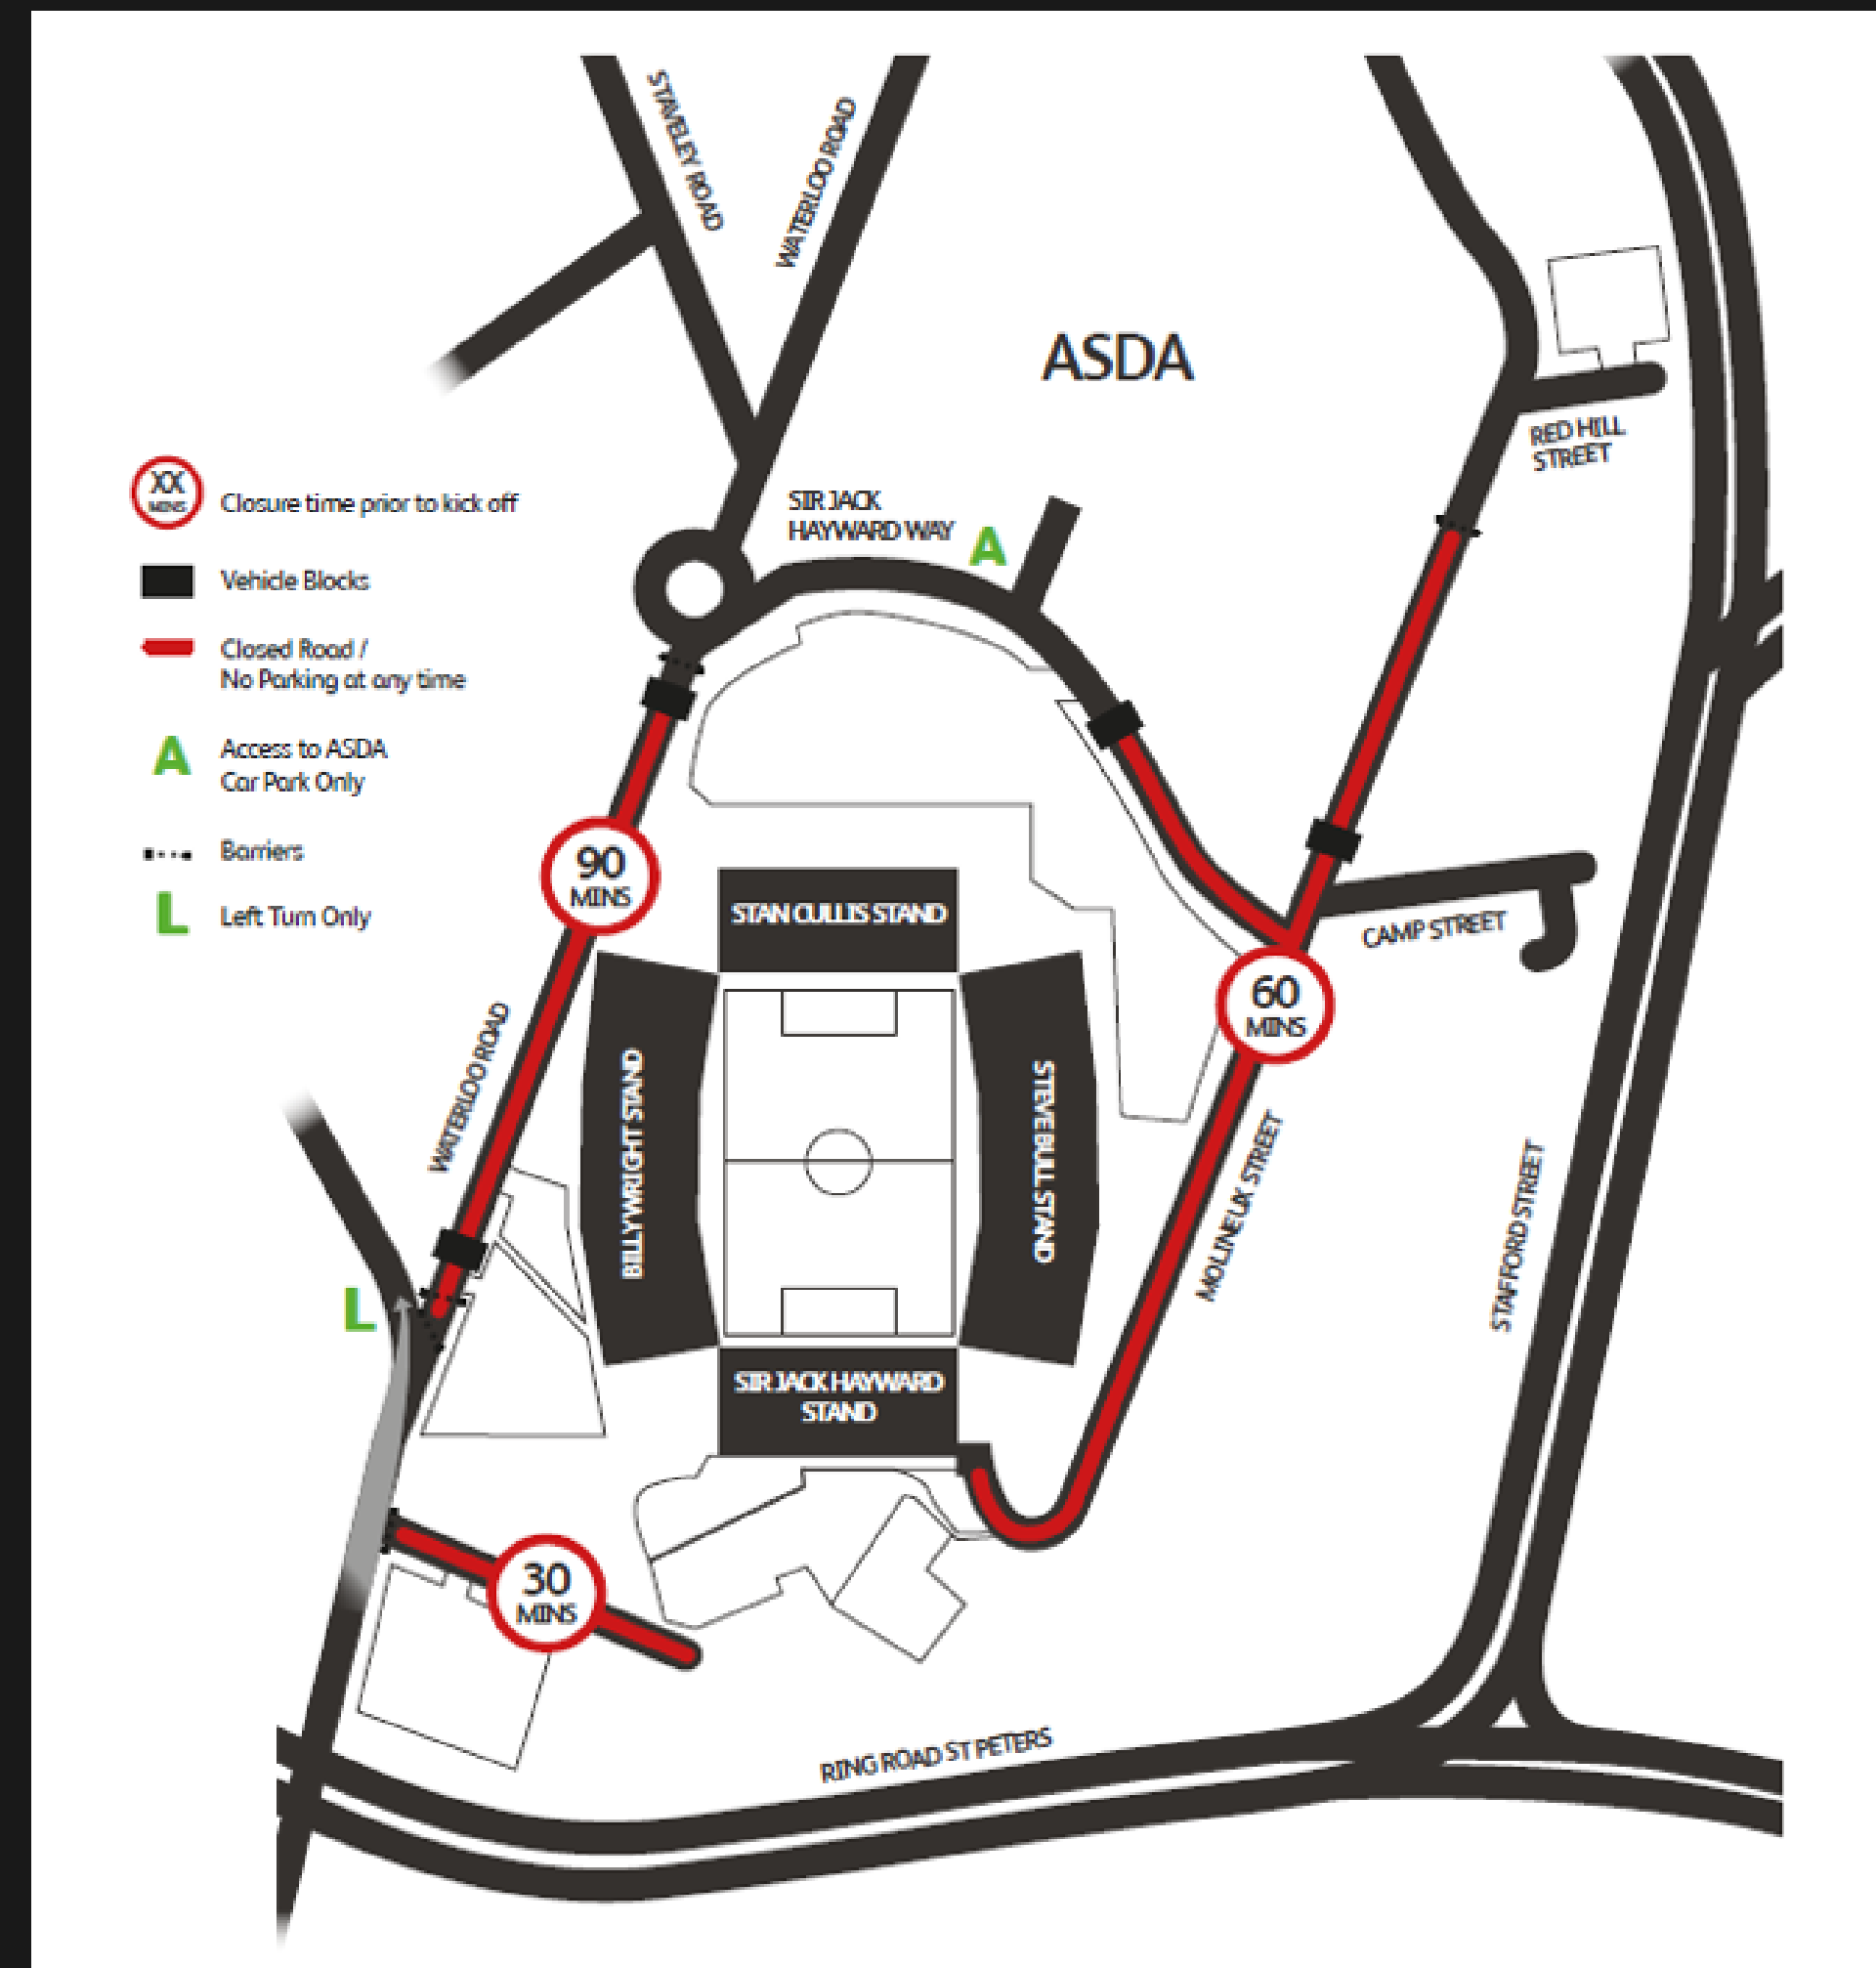 STAVELEY ROAD
WATERLOO ROAD
ASDA
RED HILL
STREET
XX
MINS
Closure time prior to kick off
SIR JACK
HAYWARD WAY
A
Vehicle Blocks
Closed Road /
No Parking at any time
A
Access to ASDA
Car Park Only
Barriers
L
Left Turn Only
90
MINS
STAN CULLIS STAND
CAMP STREET
60
MINS
WATERLOO ROAD
BILLY WRIGHT STAND
STEVE BULL STAND
MOLINEUX STREET
STAFFORD STREET
L
SIR JACK HAYWARD
STAND
30
MINS
RING ROAD ST PETERS